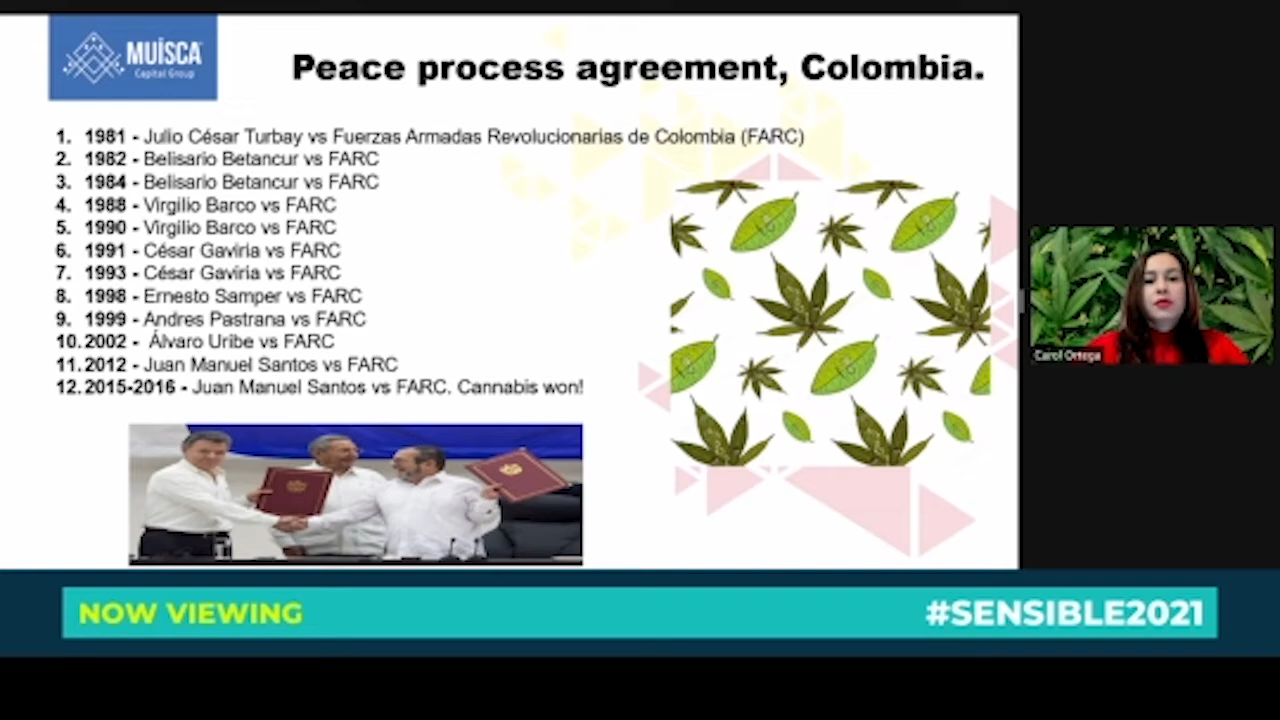 MUÍSCA
Capital Group
Peace process agreement, Colombia.
1. 1981 - Julio César Turbay vs Fuerzas Armadas Revolucionarias de Colombia (FARC)
2. 1982 - Belisario Betancur vs FARC
3. 1984 - Belisario Betancur vs FARC
4. 1988 - Virgilio Barco vs FARC
5. 1990 - Virgilio Barco vs FARC
6. 1991 - César Gaviria vs FARC
7. 1993 - César Gaviria vs FARC
8. 1998 - Ernesto Samper vs FARC
9. 1999 - Andres Pastrana vs FARC
10. 2002 - Álvaro Uribe vs FARC
11. 2012 - Juan Manuel Santos vs FARC
12. 2015-2016 - Juan Manuel Santos vs FARC. Cannabis won!
Carol Ortega
NOW VIEWING
#SENSIBLE2021